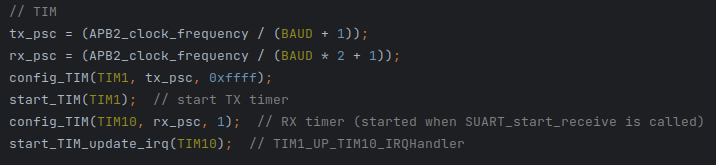 // TIM
tx_psc = (APB2_clock_frequency / (BAUD + 1));
rx_psc = (APB2_clock_frequency / (BAUD * 2 + 1));
config_TIM(TIM1, tx_psc, 0xffff);
start_TIM(TIM1);  // start TX timer
config_TIM(TIM10, rx_psc, 1);  // RX timer (started when SUART_start_receive is called)
start_TIM_update_irq(TIM10);  // TIM1_UP_TIM10_IRQHandler